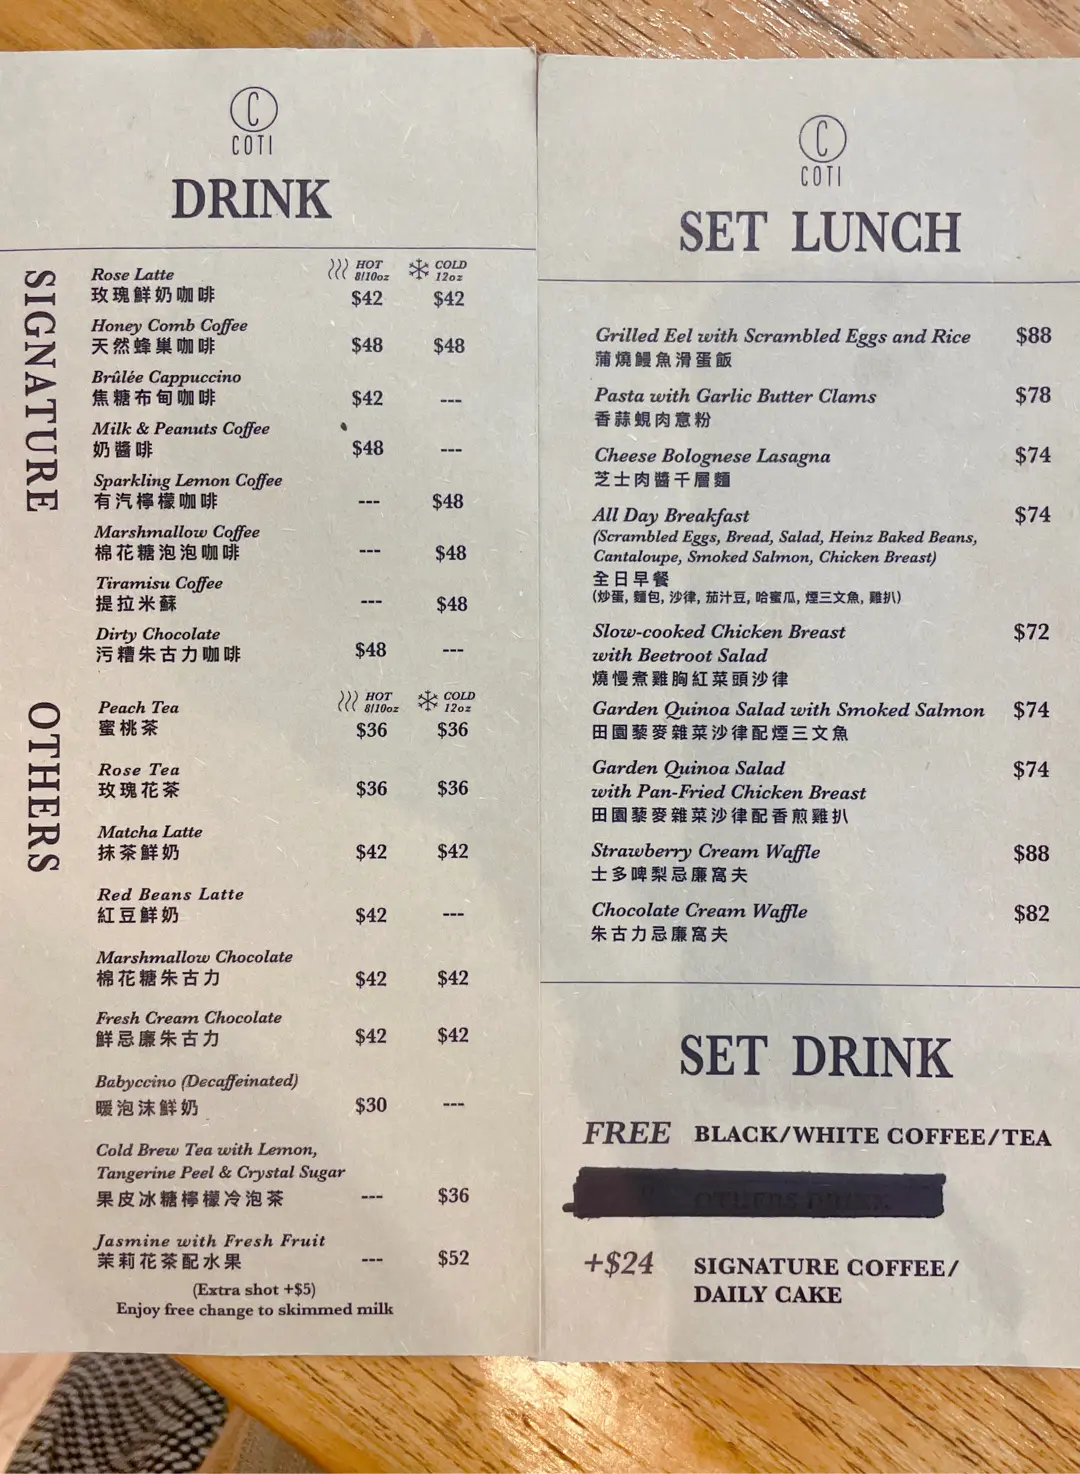 C
COTI
DRINK
SIGNATURE
HOT 8/10oz COLD 12oz
Rose Latte
玫瑰鮮奶咖啡 $42 $42
Honey Comb Coffee
天然蜂巢咖啡 $48 $48
Brûlée Cappuccino
焦糖布甸咖啡 $42 ---
Milk & Peanuts Coffee
奶醬啡 $48 ---
Sparkling Lemon Coffee
有汽檸檬咖啡 --- $48
Marshmallow Coffee
棉花糖泡泡咖啡 --- $48
Tiramisu Coffee
提拉米蘇 --- $48
Dirty Chocolate
污糟朱古力咖啡 $48 ---
OTHERS
HOT 8/10oz COLD 12oz
Peach Tea
蜜桃茶 $36 $36
Rose Tea
玫瑰花茶 $36 $36
Matcha Latte
抹茶鮮奶 $42 $42
Red Beans Latte
紅豆鮮奶 $42 ---
Marshmallow Chocolate
棉花糖朱古力 $42 $42
Fresh Cream Chocolate
鮮忌廉朱古力 $42 $42
Babyccino (Decaffeinated)
暖泡沫鮮奶 $30 ---
Cold Brew Tea with Lemon,
Tangerine Peel & Crystal Sugar
果皮冰糖檸檬冷泡茶 --- $36
Jasmine with Fresh Fruit
茉莉花茶配水果 --- $52
(Extra shot +$5)
Enjoy free change to skimmed milk
C
COTI
SET LUNCH
Grilled Eel with Scrambled Eggs and Rice $88
蒲燒鰻魚滑蛋飯
Pasta with Garlic Butter Clams $78
香蒜蜆肉意粉
Cheese Bolognese Lasagna $74
芝士肉醬千層麵
All Day Breakfast $74
(Scrambled Eggs, Bread, Salad, Heinz Baked Beans,
Cantaloupe, Smoked Salmon, Chicken Breast)
全日早餐
(炒蛋, 麵包, 沙律, 茄汁豆, 哈蜜瓜, 煙三文魚, 雞扒)
Slow-cooked Chicken Breast $72
with Beetroot Salad
燒慢煮雞胸紅菜頭沙律
Garden Quinoa Salad with Smoked Salmon $74
田園藜麥雜菜沙律配煙三文魚
Garden Quinoa Salad $74
with Pan-Fried Chicken Breast
田園藜麥雜菜沙律配香煎雞扒
Strawberry Cream Waffle $88
士多啤梨忌廉窩夫
Chocolate Cream Waffle $82
朱古力忌廉窩夫
SET DRINK
FREE BLACK/WHITE COFFEE/TEA
OTHERS DRINK
+$24 SIGNATURE COFFEE/
DAILY CAKE